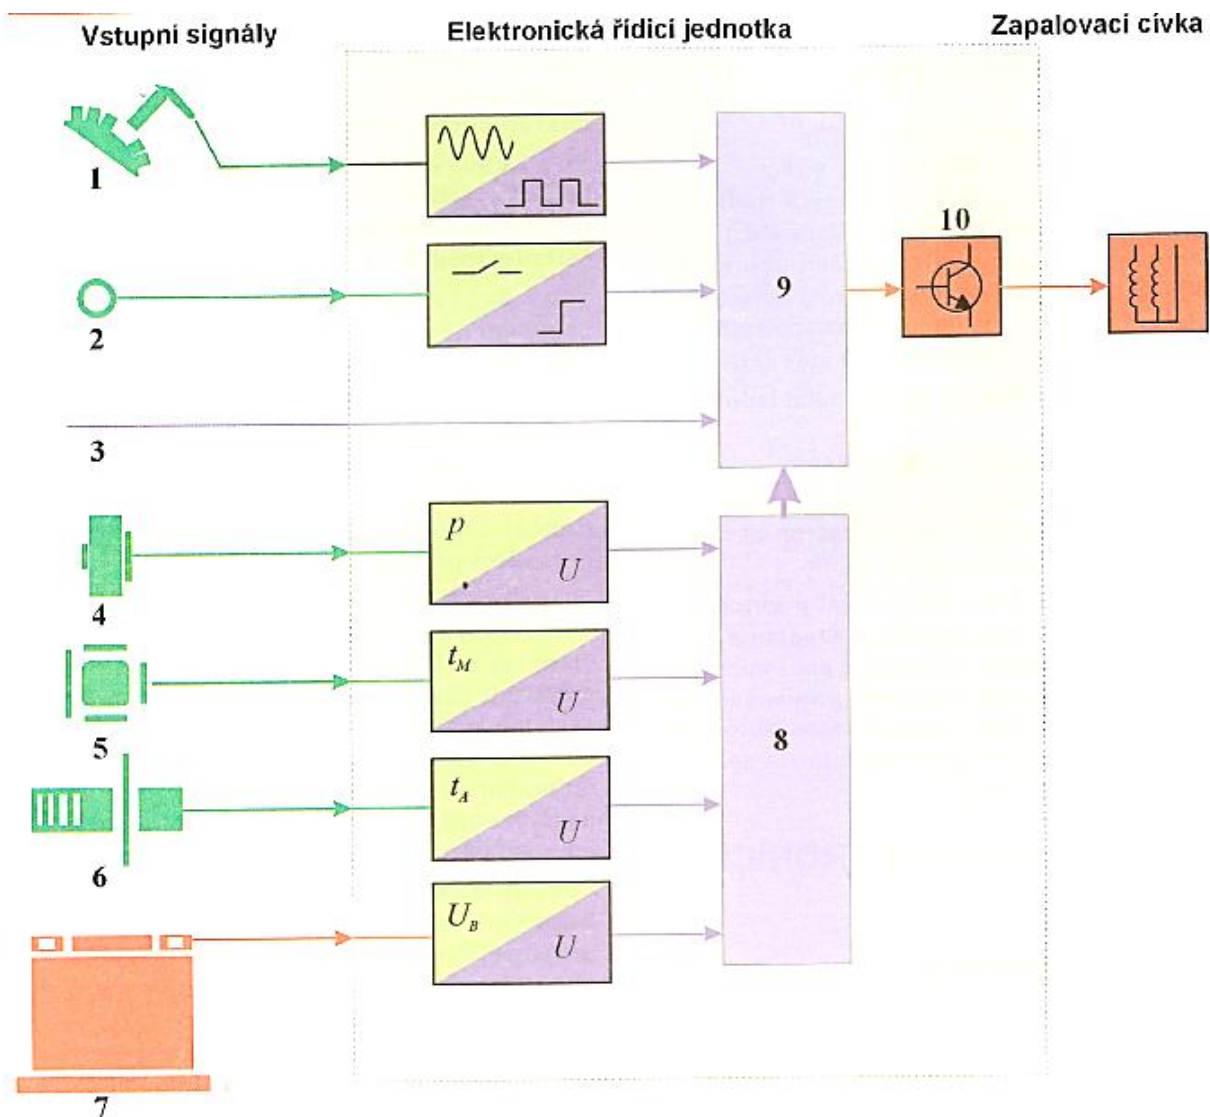 Vstupní signály
Elektronická řídicí jednotka
Zapalovací cívka
1
2
3
4
5
6
7
9
10
p
U
t_M
U
8
t_A
U
U_B
U